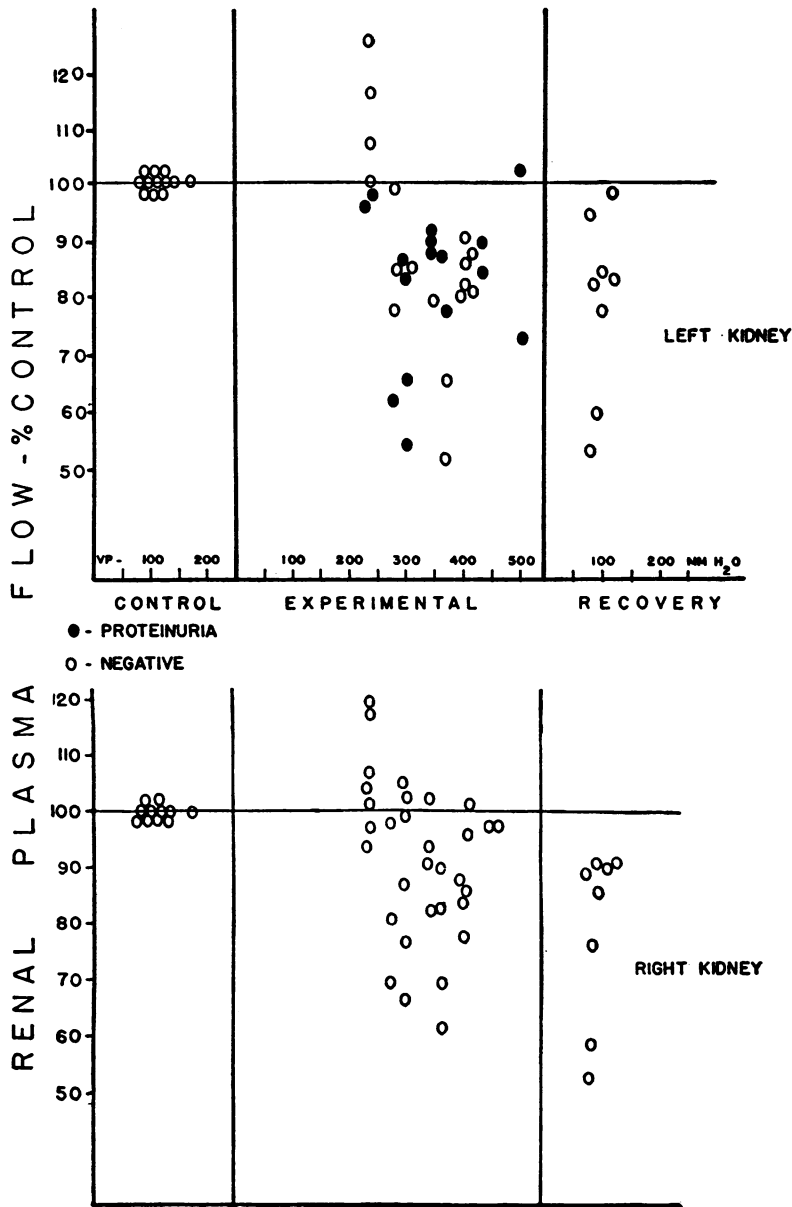 RENAL PLASMA FLOW - % CONTROL
120
110
100
90
80
70
60
50
LEFT KIDNEY
VP - 100 200 100 200 300 400 500 100 200 MM H2O
CONTROL EXPERIMENTAL RECOVERY
● - PROTEINURIA
O - NEGATIVE
120
110
100
90
80
70
60
50
RIGHT KIDNEY